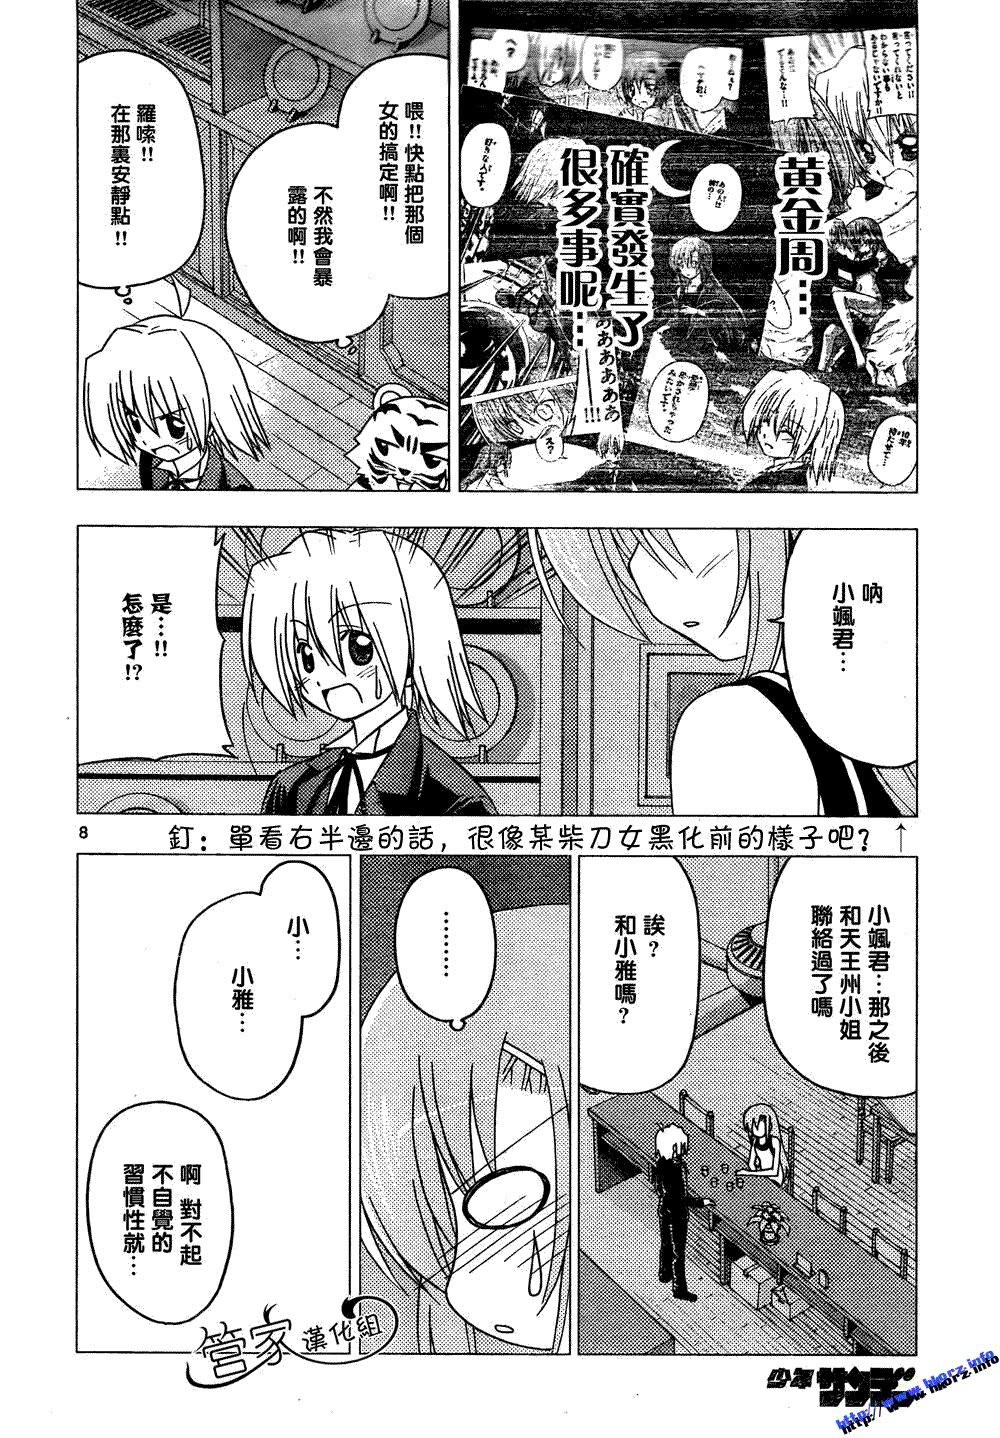 黃金周…
確實發生了
很多事呢…
ああああああ!!!
喂!!快點把那個
女的搞定啊!!
不然我會暴
露的啊!!
羅嗦!!
在那裏安靜點!!
吶
小颯君…
是…!!
怎麼了!?
8
釘：單看右半邊的話，很像某柴刀女黑化前的樣子吧？ ↑
小颯君…那之後
和天王州小姐
聯絡過了嗎
誒？
和小雅嗎？
………
小…
小雅…
啊 對不起
不自覺的
習慣性就…
管家漢化組
少年サンデー
http://www.hkorz.info